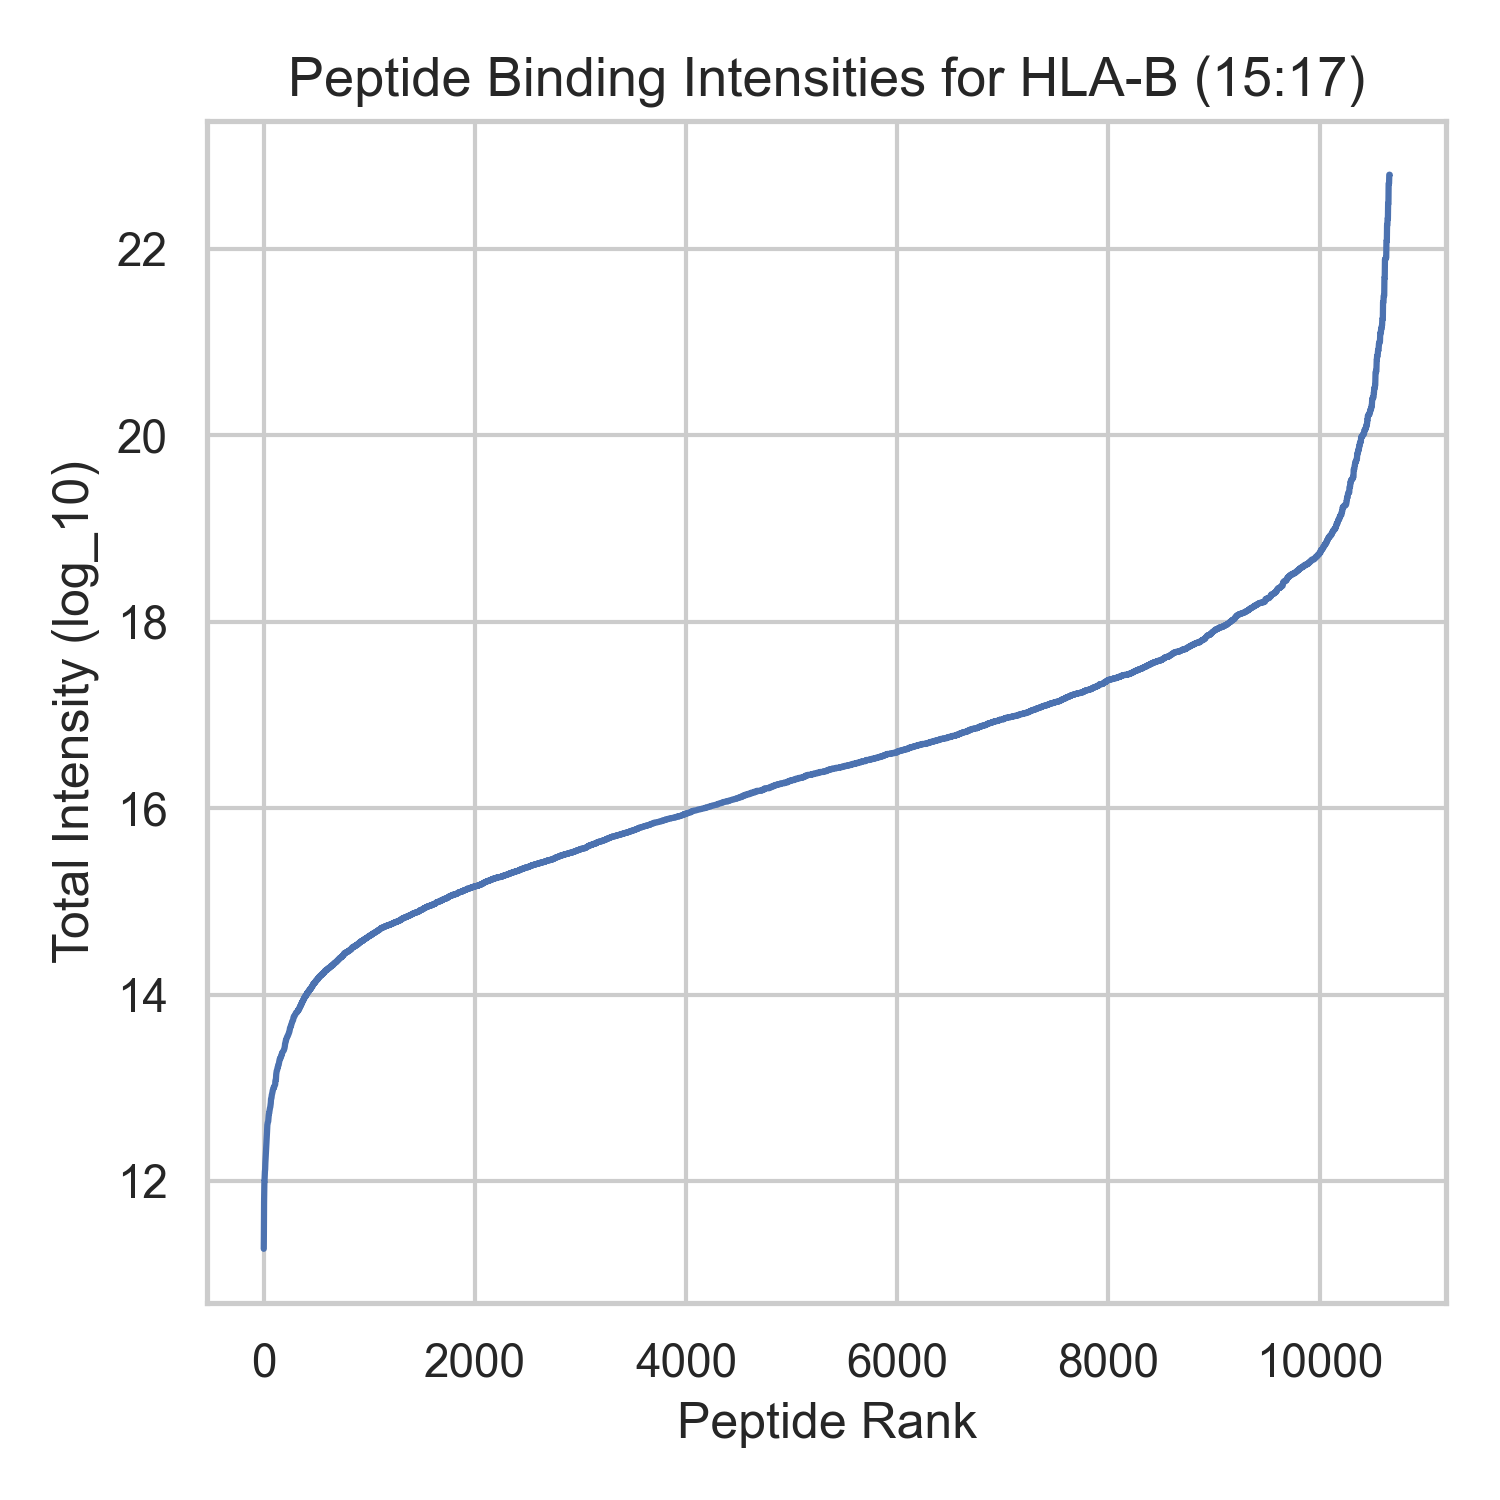 Peptide Binding Intensities for HLA-B (15:17)
Total Intensity (log_10)
22
20
18
16
14
12
0 2000 4000 6000 8000 10000
Peptide Rank